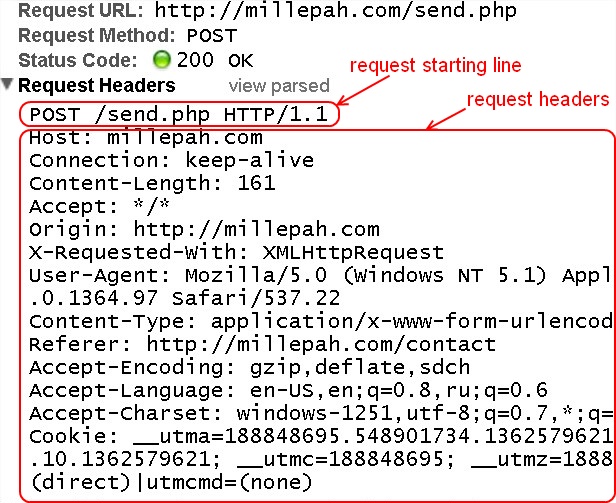 Request URL: http://millepah.com/send.php
Request Method: POST
Status Code: 200 OK
request starting line
Request Headers view parsed
request headers
POST /send.php HTTP/1.1
Host: millepah.com
Connection: keep-alive
Content-Length: 161
Accept: */*
Origin: http://millepah.com
X-Requested-With: XMLHttpRequest
User-Agent: Mozilla/5.0 (Windows NT 5.1) Appl
.0.1364.97 Safari/537.22
Content-Type: application/x-www-form-urlencod
Referer: http://millepah.com/contact
Accept-Encoding: gzip,deflate,sdch
Accept-Language: en-US,en;q=0.8,ru;q=0.6
Accept-Charset: windows-1251,utf-8;q=0.7,*;q=
Cookie: __utma=188848695.548901734.1362579621
.10.1362579621; __utmc=188848695; __utmz=1888
(direct)|utmcmd=(none)